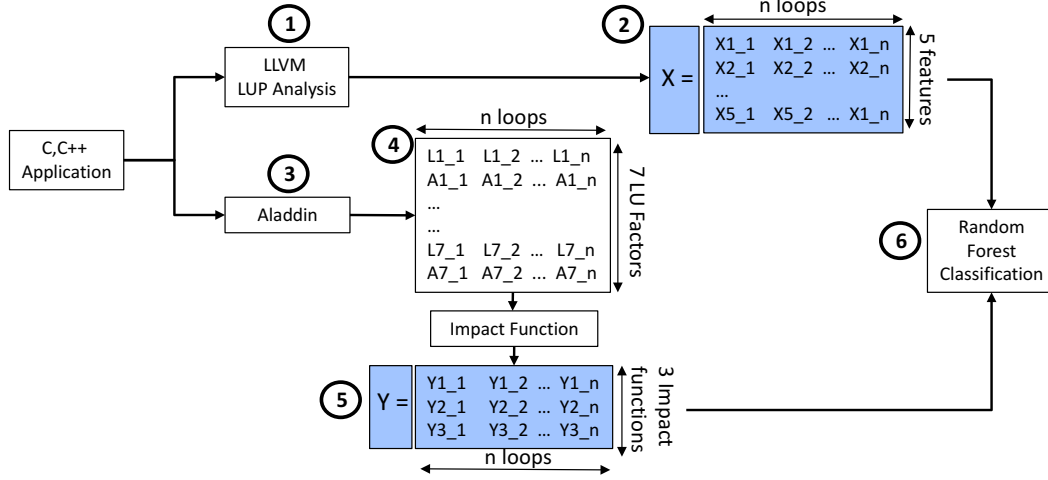 1
LLVM
LUP Analysis
2
n loops
X =
X1_1 X1_2 ... X1_n
X2_1 X2_2 ... X2_n
...
X5_1 X5_2 ... X1_n
5 features
C,C++
Application
3
Aladdin
4
n loops
L1_1 L1_2 ... L1_n
A1_1 A1_2 ... A1_n
...
...
L7_1 L7_2 ... L7_n
A7_1 A7_2 ... A7_n
7 LU Factors
Impact Function
5
Y =
Y1_1 Y1_2 ... Y1_n
Y2_1 Y2_2 ... Y2_n
Y3_1 Y3_2 ... Y3_n
3 Impact
functions
n loops
6
Random
Forest
Classification